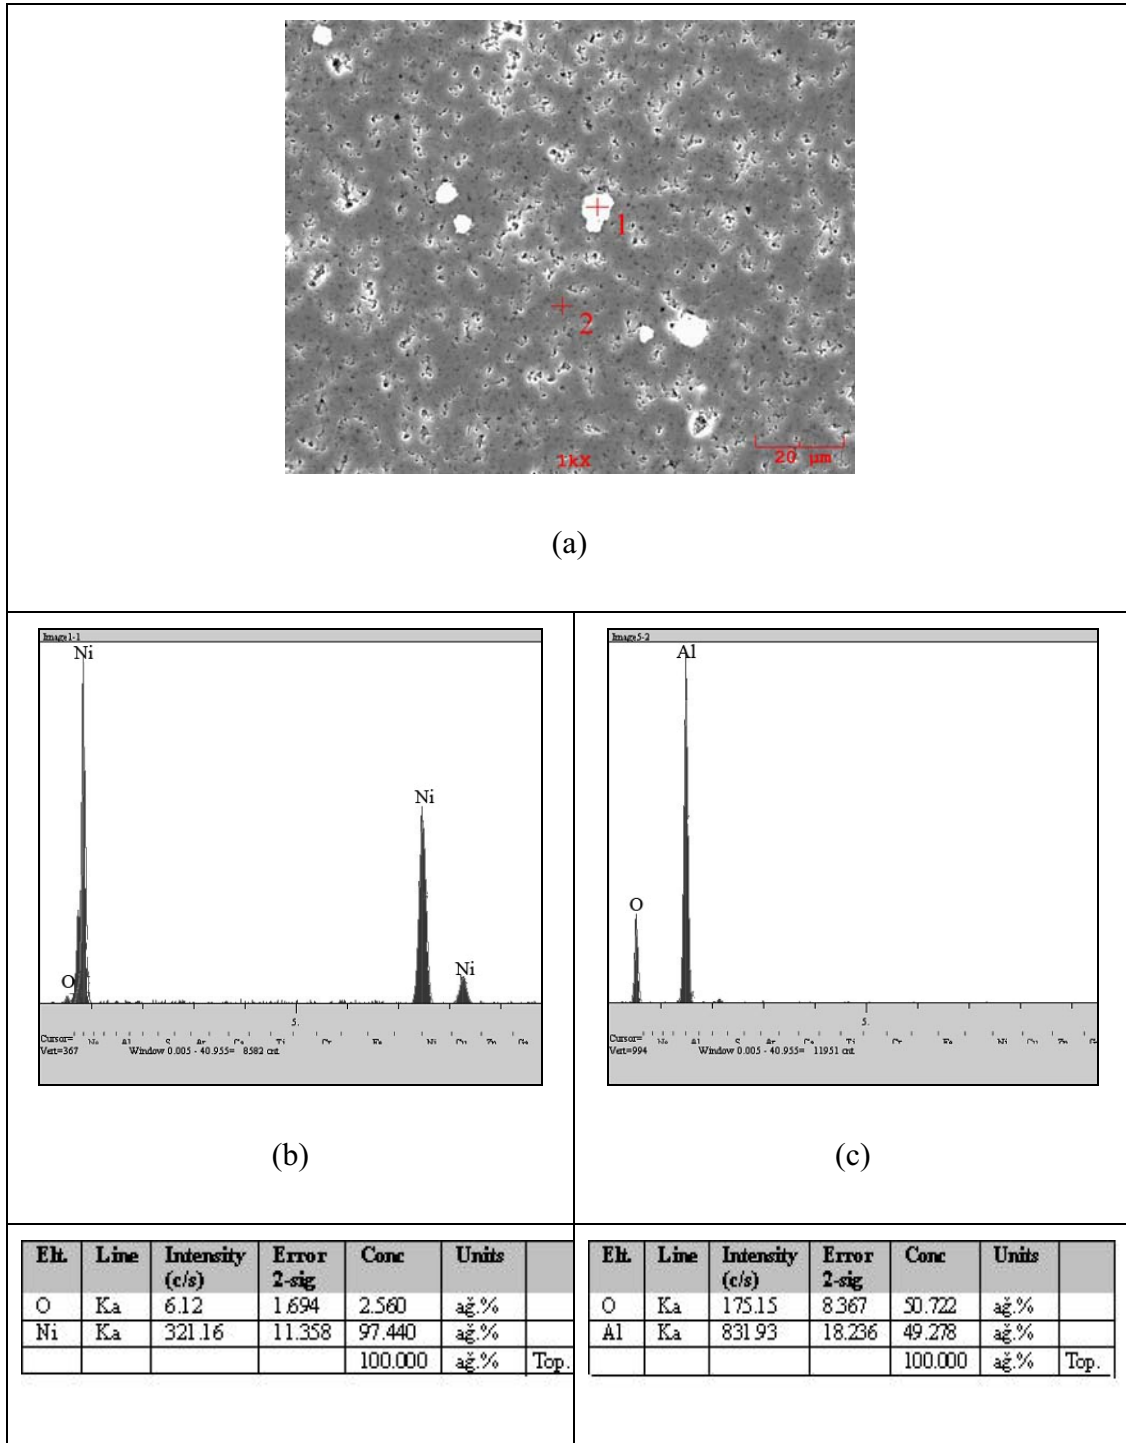 1
2
1kX
20 µm
(a)
Image1-1
Ni
Ni
Ni
O
5.
Cursor=
Vert=367 Window 0.005 - 40.955= 8582 cnt
(b)
Image5-2
Al
O
5.
Cursor=
Vert=994 Window 0.005 - 40.955= 11951 cnt
(c)
Elt. Line Intensity (c/s) Error 2-sig Conc Units
O Ka 6.12 1.694 2.560 ağ.%
Ni Ka 321.16 11.358 97.440 ağ.%
100.000 ağ.% Top.
Elt. Line Intensity (c/s) Error 2-sig Conc Units
O Ka 175.15 8.367 50.722 ağ.%
Al Ka 831.93 18.236 49.278 ağ.%
100.000 ağ.% Top.